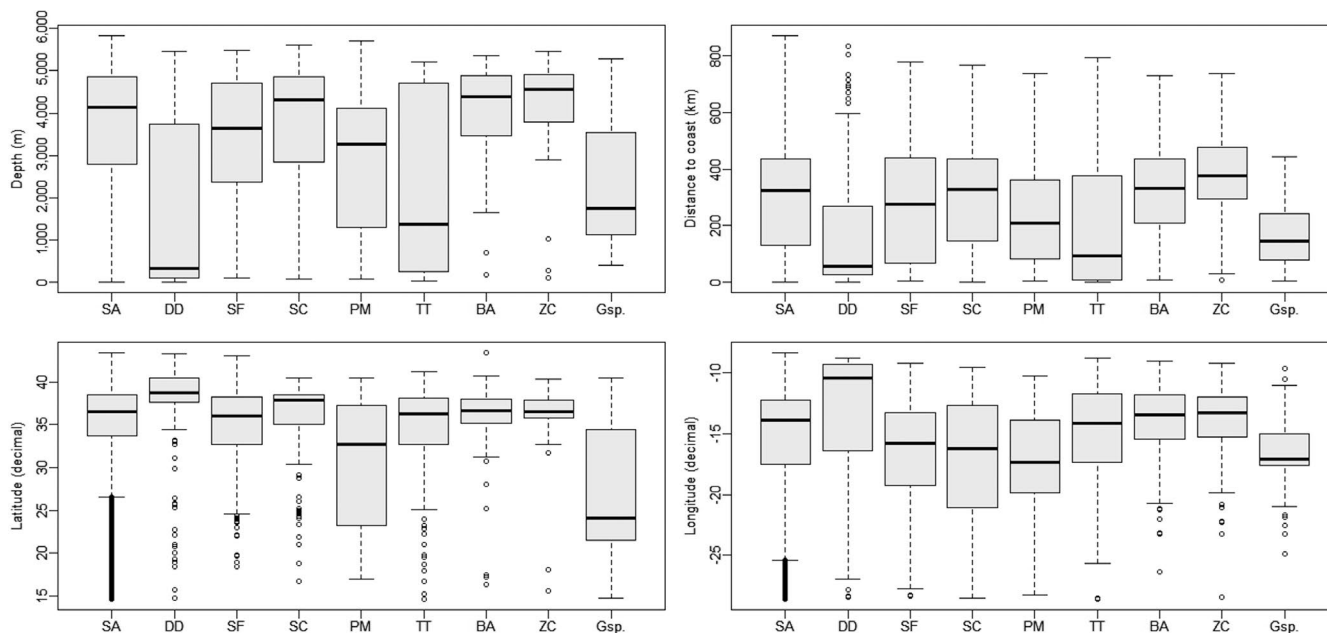 Depth (m)
0
1,000
2,000
3,000
4,000
5,000
6,000
SA DD SF SC PM TT BA ZC Gsp.
Distance to coast (km)
0
200
400
600
800
SA DD SF SC PM TT BA ZC Gsp.
Latitude (decimal)
15
20
25
30
35
40
SA DD SF SC PM TT BA ZC Gsp.
Longitude (decimal)
-25
-20
-15
-10
SA DD SF SC PM TT BA ZC Gsp.